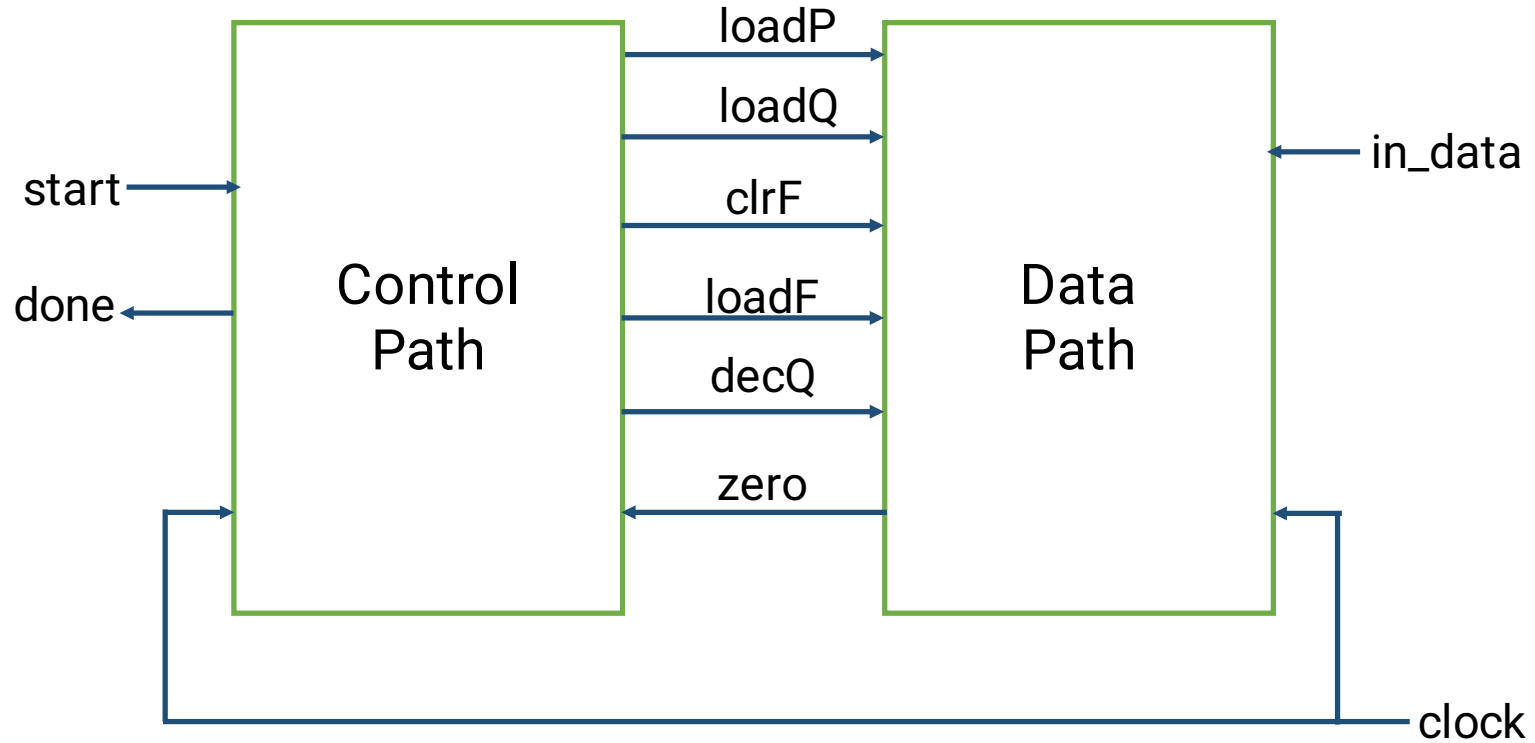 loadP
loadQ
in_data
start
clrF
Control
Path
Data
Path
done
loadF
decQ
zero
clock